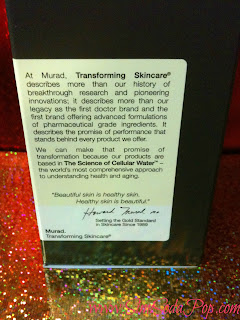 At Murad, Transforming Skincare®
describes more than our history of
breakthrough research and pioneering
innovations; it describes more than our
legacy as the first doctor brand and the
first brand offering advanced formulations
of pharmaceutical grade ingredients. It
describes the promise of performance that
stands behind every product we offer.
We can make that promise of
transformation because our products are
based in The Science of Cellular Water™ –
the world's most comprehensive approach
to understanding health and aging.
"Beautiful skin is healthy skin.
Healthy skin is beautiful."
Howard Murad MD
Setting the Gold Standard
in Skincare Since 1989
Murad.
Transforming Skincare®